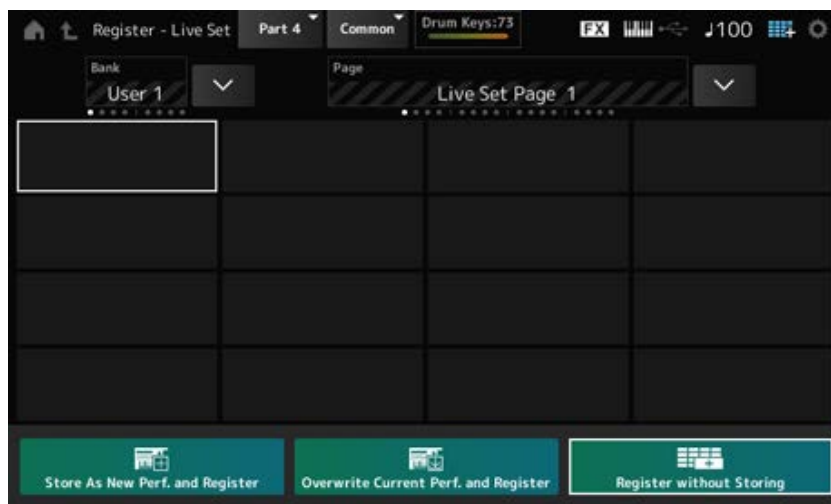 Register - Live Set
Part 4
Common
Drum Keys:73
FX
♩100
Bank
User 1
Page
Live Set Page 1
Store As New Perf. and Register
Overwrite Current Perf. and Register
Register without Storing